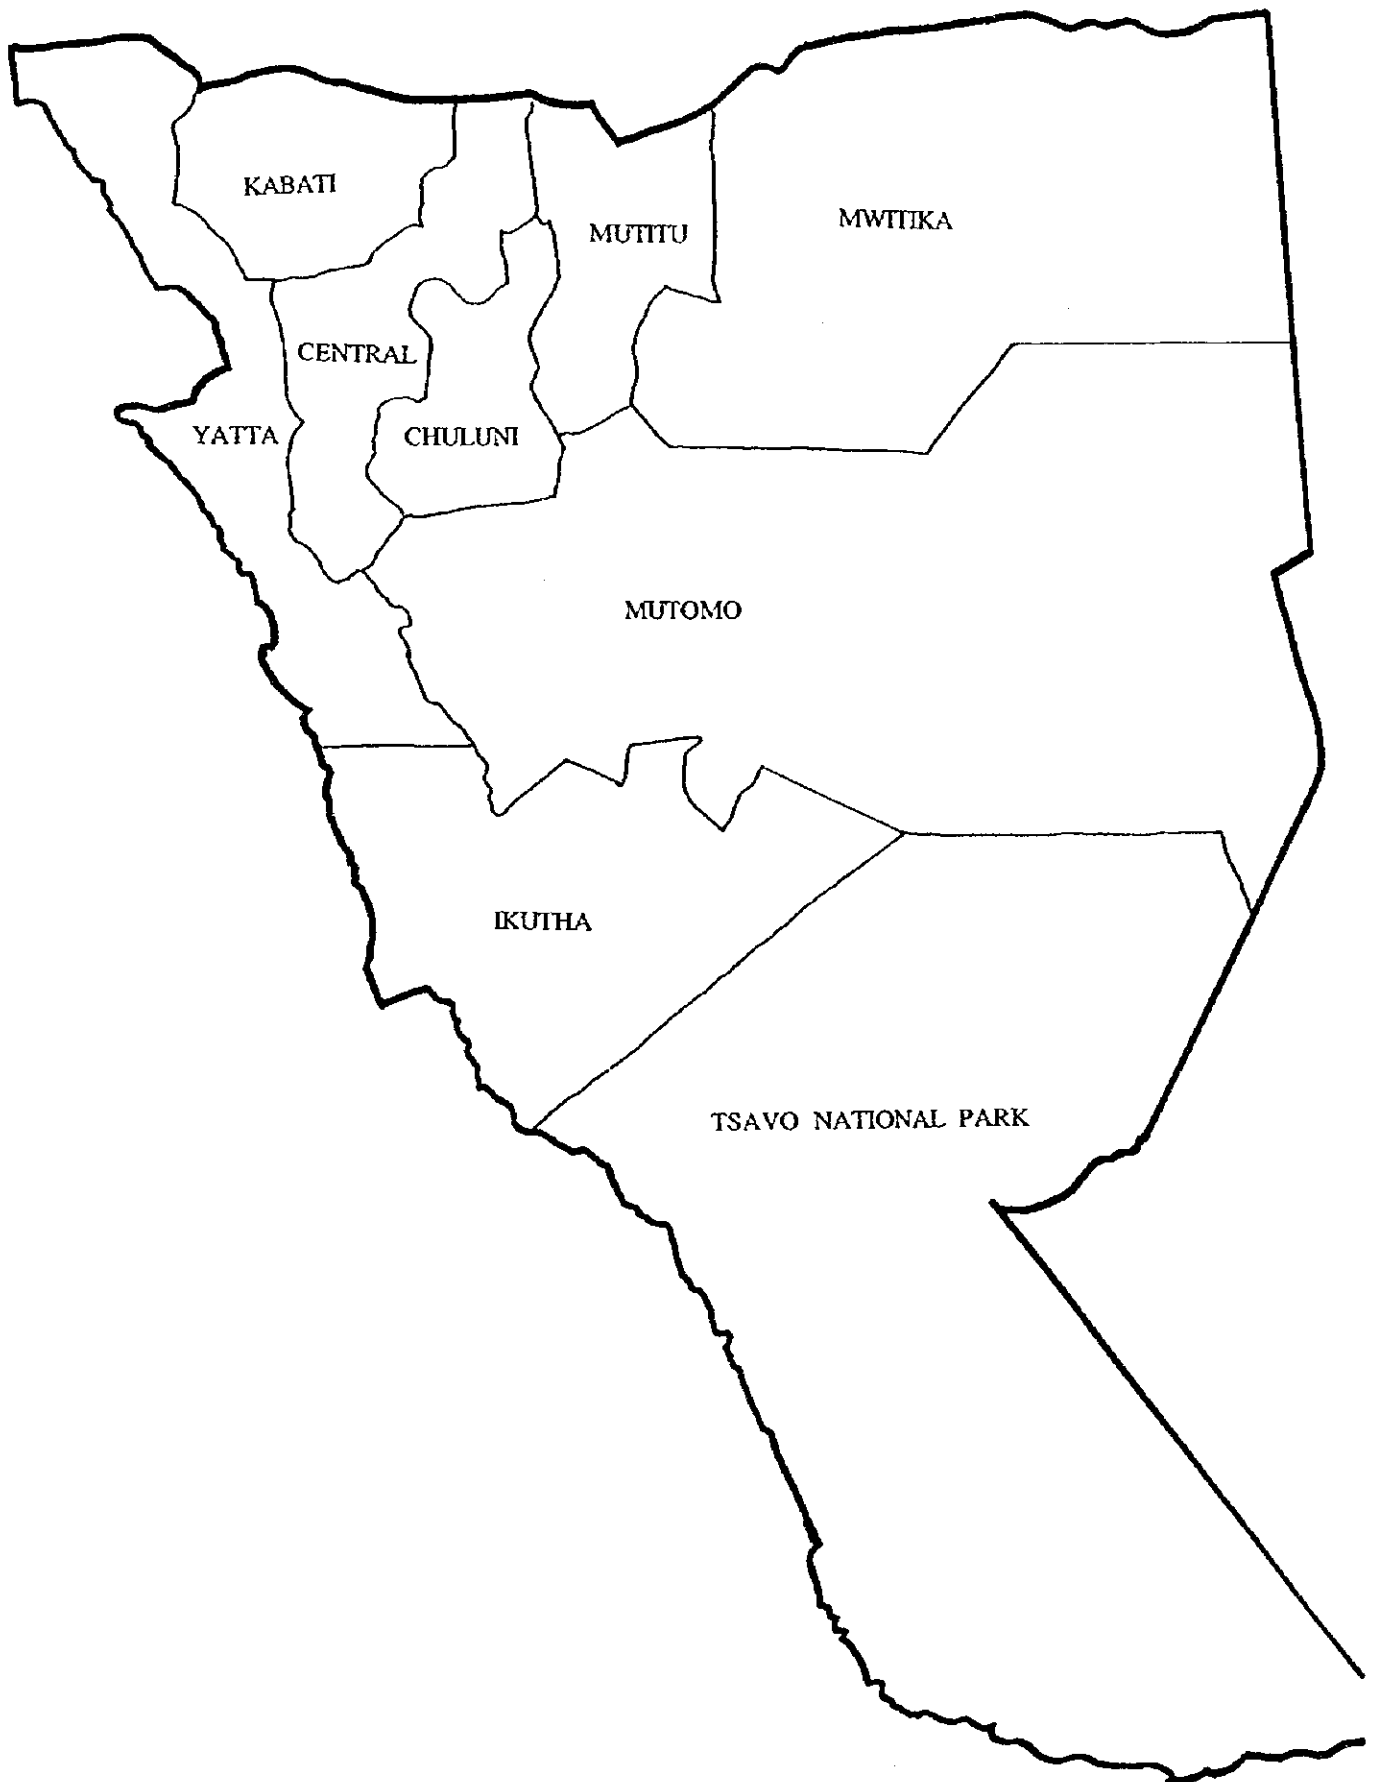 KABATI
MWITIKA
MUTITU
CENTRAL
YATTA
CHULUNI
MUTOMO
IKUTHA
TSAVO NATIONAL PARK